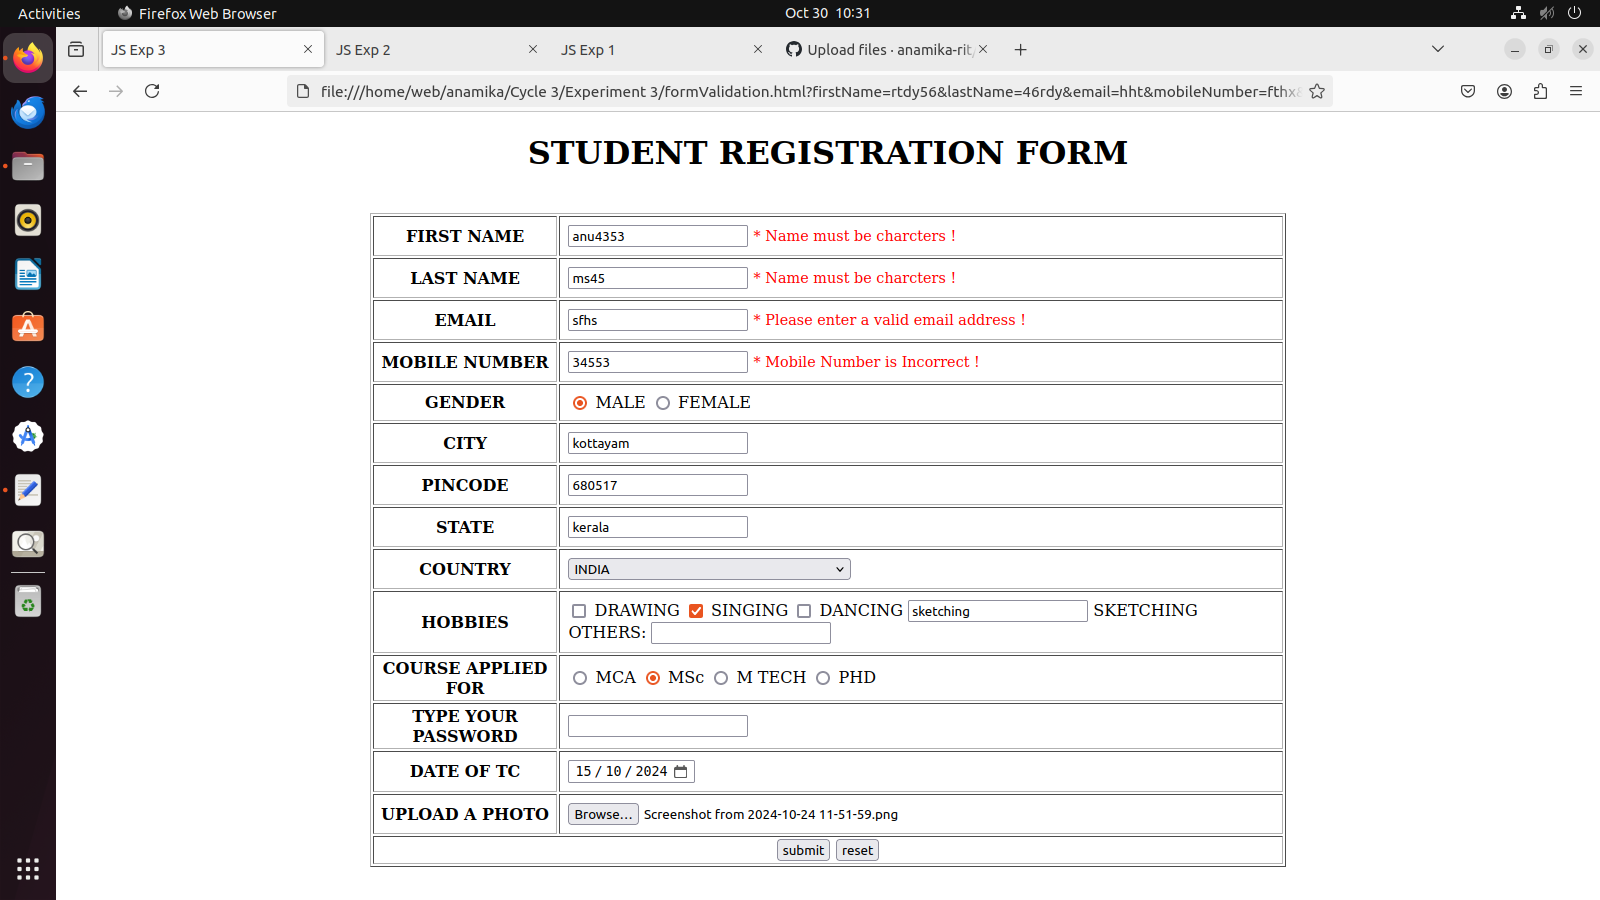 Activities Firefox Web Browser Oct 30 10:31
JS Exp 3 JS Exp 2 JS Exp 1 Upload files · anamika-rit
file:///home/web/anamika/Cycle 3/Experiment 3/formValidation.html?firstName=rtdy56&lastName=46rdy&email=hht&mobileNumber=fthx
STUDENT REGISTRATION FORM
FIRST NAME anu4353 * Name must be charcters !
LAST NAME ms45 * Name must be charcters !
EMAIL sfhs * Please enter a valid email address !
MOBILE NUMBER 34553 * Mobile Number is Incorrect !
GENDER MALE FEMALE
CITY kottayam
PINCODE 680517
STATE kerala
COUNTRY INDIA
HOBBIES DRAWING SINGING DANCING sketching SKETCHING
OTHERS:
COURSE APPLIED
FOR MCA MSc M TECH PHD
TYPE YOUR
PASSWORD
DATE OF TC 15/10/2024
UPLOAD A PHOTO Browse... Screenshot from 2024-10-24 11-51-59.png
submit reset